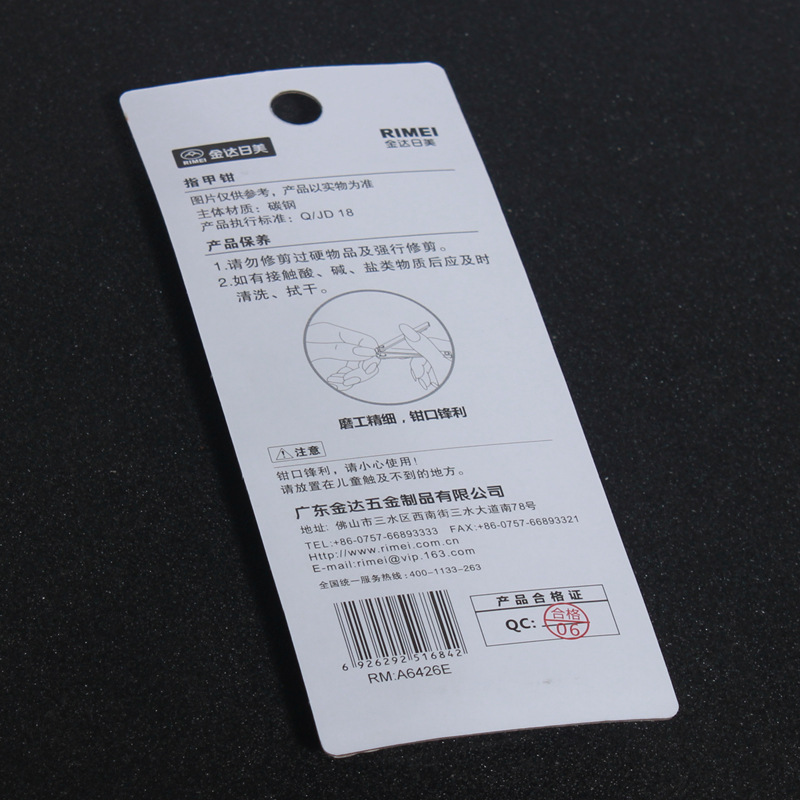 RIMEI 金达日美
RIMEI
金达日美
指甲钳
图片仅供参考，产品以实物为准
主体材质：碳钢
产品执行标准：Q/JD 18
产品保养
1.请勿修剪过硬物品及强行修剪。
2.如有接触酸、碱、盐类物质后应及时
清洗、拭干。
磨工精细，钳口锋利
注意
钳口锋利，请小心使用！
请放置在儿童触及不到的地方。
广东金达五金制品有限公司
地址：佛山市三水区西南街三水大道南78号
TEL:+86-0757-66893333 FAX:+86-0757-66893321
Http://www.rimei.com.cn
E-mail:rimei@vip.163.com
全国统一服务热线：400-1133-263
6 926292 516842
RM:A6426E
产品合格证
QC: 合格
06